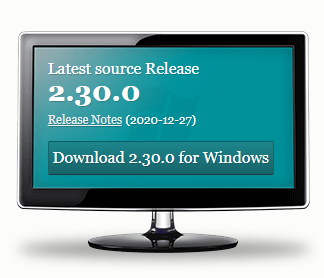 Latest source Release
2.30.0
Release Notes (2020-12-27)
Download 2.30.0 for Windows